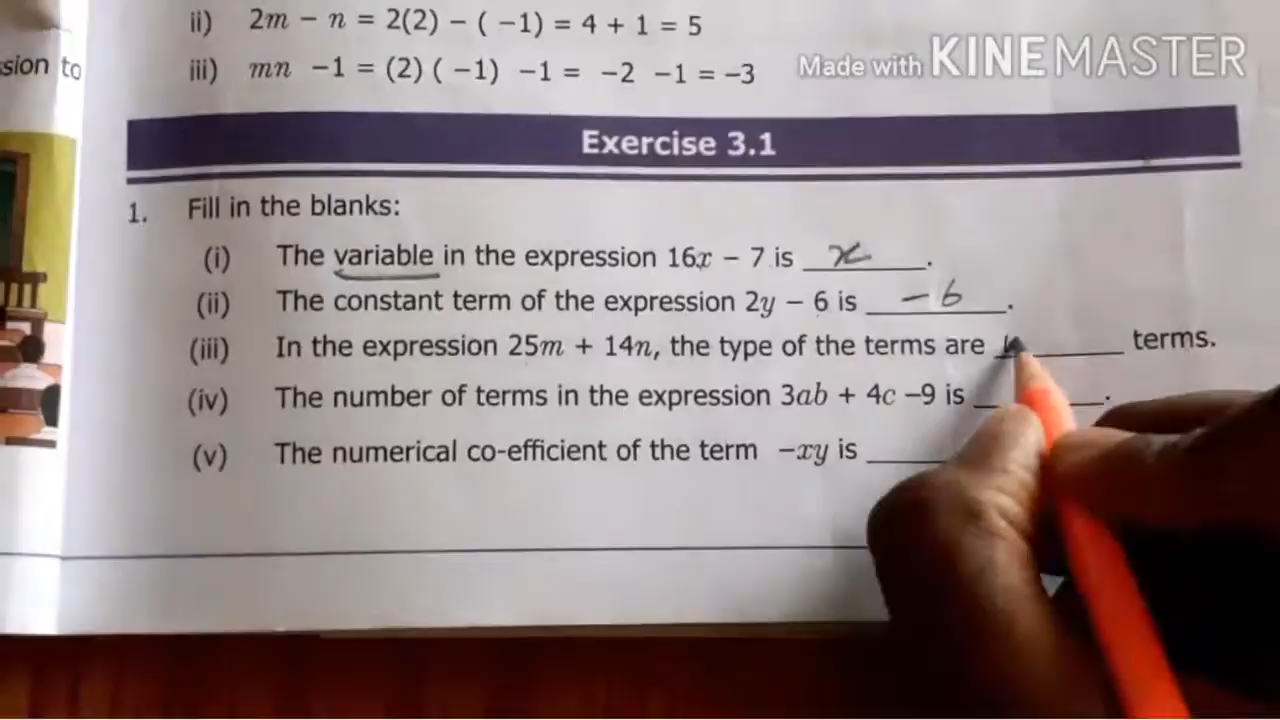 ii) 2m − n = 2(2) − ( −1) = 4 + 1 = 5
sion to
iii) mn −1 = (2) ( −1) −1 = −2 −1 = −3
Made with KINEMASTER
Exercise 3.1
1. Fill in the blanks:
(i) The variable in the expression 16x − 7 is x.
(ii) The constant term of the expression 2y − 6 is −6.
(iii) In the expression 25m + 14n, the type of the terms are ______ terms.
(iv) The number of terms in the expression 3ab + 4c −9 is ______.
(v) The numerical co-efficient of the term −xy is ____